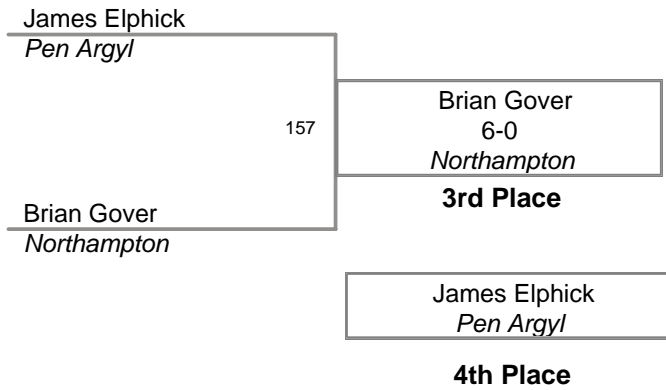 James Elphick
Pen Argyl
157
Brian Gover
6-0
Northampton
3rd Place
Brian Gover
Northampton
James Elphick
Pen Argyl
4th Place